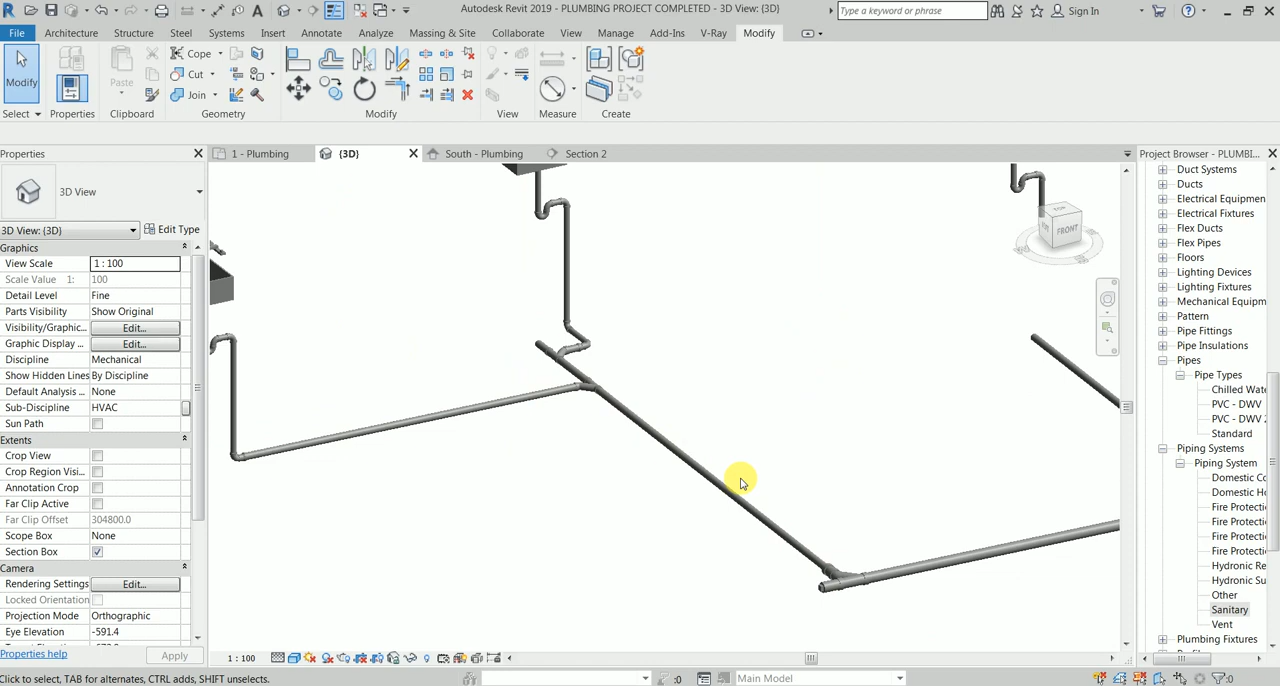 Autodesk Revit 2019 - PLUMBING PROJECT COMPLETED - 3D View: {3D}
Type a keyword or phrase
Sign In
File Architecture Structure Steel Systems Insert Annotate Analyze Massing & Site Collaborate View Manage Add-Ins V-Ray Modify
Modify
Paste
Cope
Cut
Join
Select Properties Clipboard Geometry Modify View Measure Create
Properties
1 - Plumbing
{3D}
South - Plumbing
Section 2
Project Browser - PLUMBI...
3D View
3D View: {3D}
Edit Type
Graphics
View Scale 1 : 100
Scale Value 1: 100
Detail Level Fine
Parts Visibility Show Original
Visibility/Graphic... Edit...
Graphic Display ... Edit...
Discipline Mechanical
Show Hidden Lines By Discipline
Default Analysis ... None
Sub-Discipline HVAC
Sun Path
Extents
Crop View
Crop Region Visi...
Annotation Crop
Far Clip Active
Far Clip Offset 304800.0
Scope Box None
Section Box
Camera
Rendering Settings Edit...
Locked Orientation
Projection Mode Orthographic
Eye Elevation -591.4
Properties help
Apply
TOP
FRONT
Duct Systems
Ducts
Electrical Equipmen
Electrical Fixtures
Flex Ducts
Flex Pipes
Floors
Lighting Devices
Lighting Fixtures
Mechanical Equipm
Pattern
Pipe Fittings
Pipe Insulations
Pipes
Pipe Types
Chilled Wate
PVC - DWV
PVC - DWV 2
Standard
Piping Systems
Piping System
Domestic Co
Domestic Ho
Fire Protecti
Fire Protecti
Fire Protecti
Fire Protecti
Hydronic Re
Hydronic Su
Other
Sanitary
Vent
Plumbing Fixtures
1 : 100
Click to select, TAB for alternates, CTRL adds, SHIFT unselects.
:0
Main Model
:0